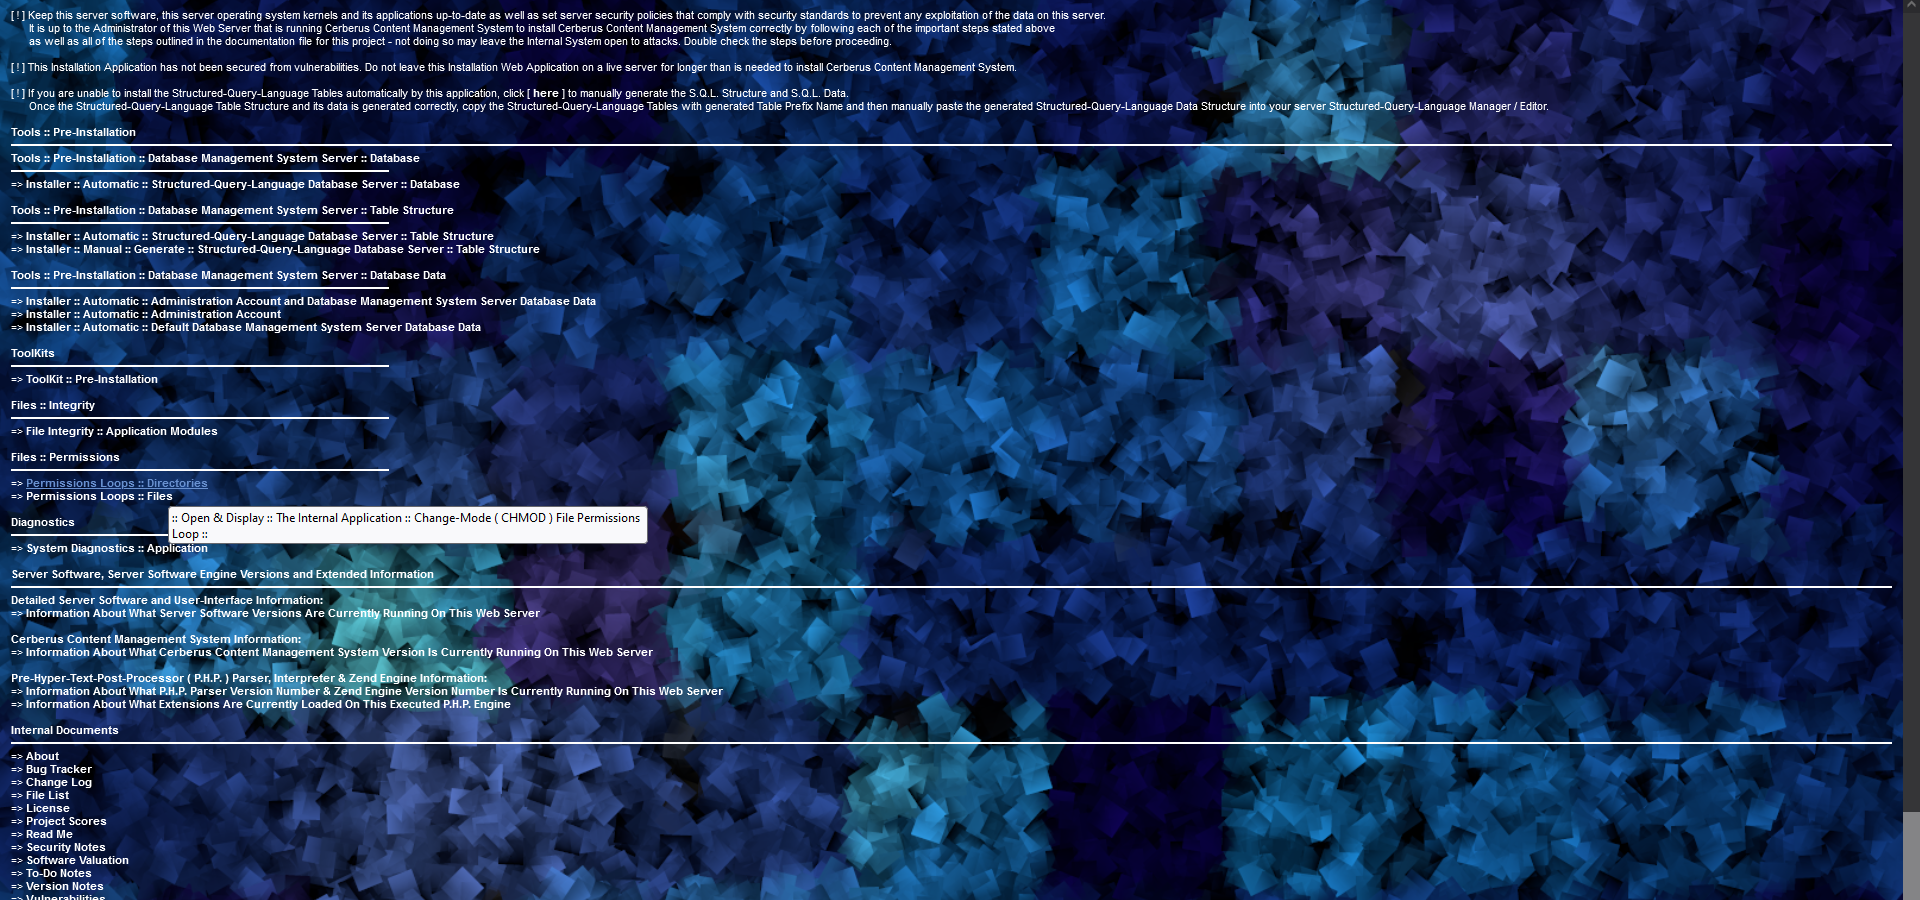 [ ! ] Keep this server software, this server operating system kernels and its applications up-to-date as well as set server security policies that comply with security standards to prevent any exploitation of the data on this server.
It is up to the Administrator of this Web Server that is running Cerberus Content Management System to install Cerberus Content Management System correctly by following each of the important steps stated above
as well as all of the steps outlined in the documentation file for this project - not doing so may leave the Internal System open to attacks. Double check the steps before proceeding.
[ ! ] This Installation Application has not been secured from vulnerabilities. Do not leave this Installation Web Application on a live server for longer than is needed to install Cerberus Content Management System.
[ ! ] If you are unable to install the Structured-Query-Language Tables automatically by this application, click [ here ] to manually generate the S.Q.L. Structure and S.Q.L. Data.
Once the Structured-Query-Language Table Structure and its data is generated correctly, copy the Structured-Query-Language Tables with generated Table Prefix Name and then manually paste the generated Structured-Query-Language Data Structure into your server Structured-Query-Language Manager / Editor.
Tools :: Pre-Installation
Tools :: Pre-Installation :: Database Management System Server :: Database
=> Installer :: Automatic :: Structured-Query-Language Database Server :: Database
Tools :: Pre-Installation :: Database Management System Server :: Table Structure
=> Installer :: Automatic :: Structured-Query-Language Database Server :: Table Structure
=> Installer :: Manual :: Generate :: Structured-Query-Language Database Server :: Table Structure
Tools :: Pre-Installation :: Database Management System Server :: Database Data
=> Installer :: Automatic :: Administration Account and Database Management System Server Database Data
=> Installer :: Automatic :: Administration Account
=> Installer :: Automatic :: Default Database Management System Server Database Data
ToolKits
=> ToolKit :: Pre-Installation
Files :: Integrity
=> File Integrity :: Application Modules
Files :: Permissions
=> Permissions Loops :: Directories
=> Permissions Loops :: Files
:: Open & Display :: The Internal Application :: Change-Mode ( CHMOD ) File Permissions
Loop ::
Diagnostics
=> System Diagnostics :: Application
Server Software, Server Software Engine Versions and Extended Information
Detailed Server Software and User-Interface Information:
=> Information About What Server Software Versions Are Currently Running On This Web Server
Cerberus Content Management System Information:
=> Information About What Cerberus Content Management System Version Is Currently Running On This Web Server
Pre-Hyper-Text-Post-Processor ( P.H.P. ) Parser, Interpreter & Zend Engine Information:
=> Information About What P.H.P. Parser Version Number & Zend Engine Version Number Is Currently Running On This Web Server
=> Information About What Extensions Are Currently Loaded On This Executed P.H.P. Engine
Internal Documents
=> About
=> Bug Tracker
=> Change Log
=> File List
=> License
=> Project Scores
=> Read Me
=> Security Notes
=> Software Valuation
=> To-Do Notes
=> Version Notes
=> Vulnerabilities